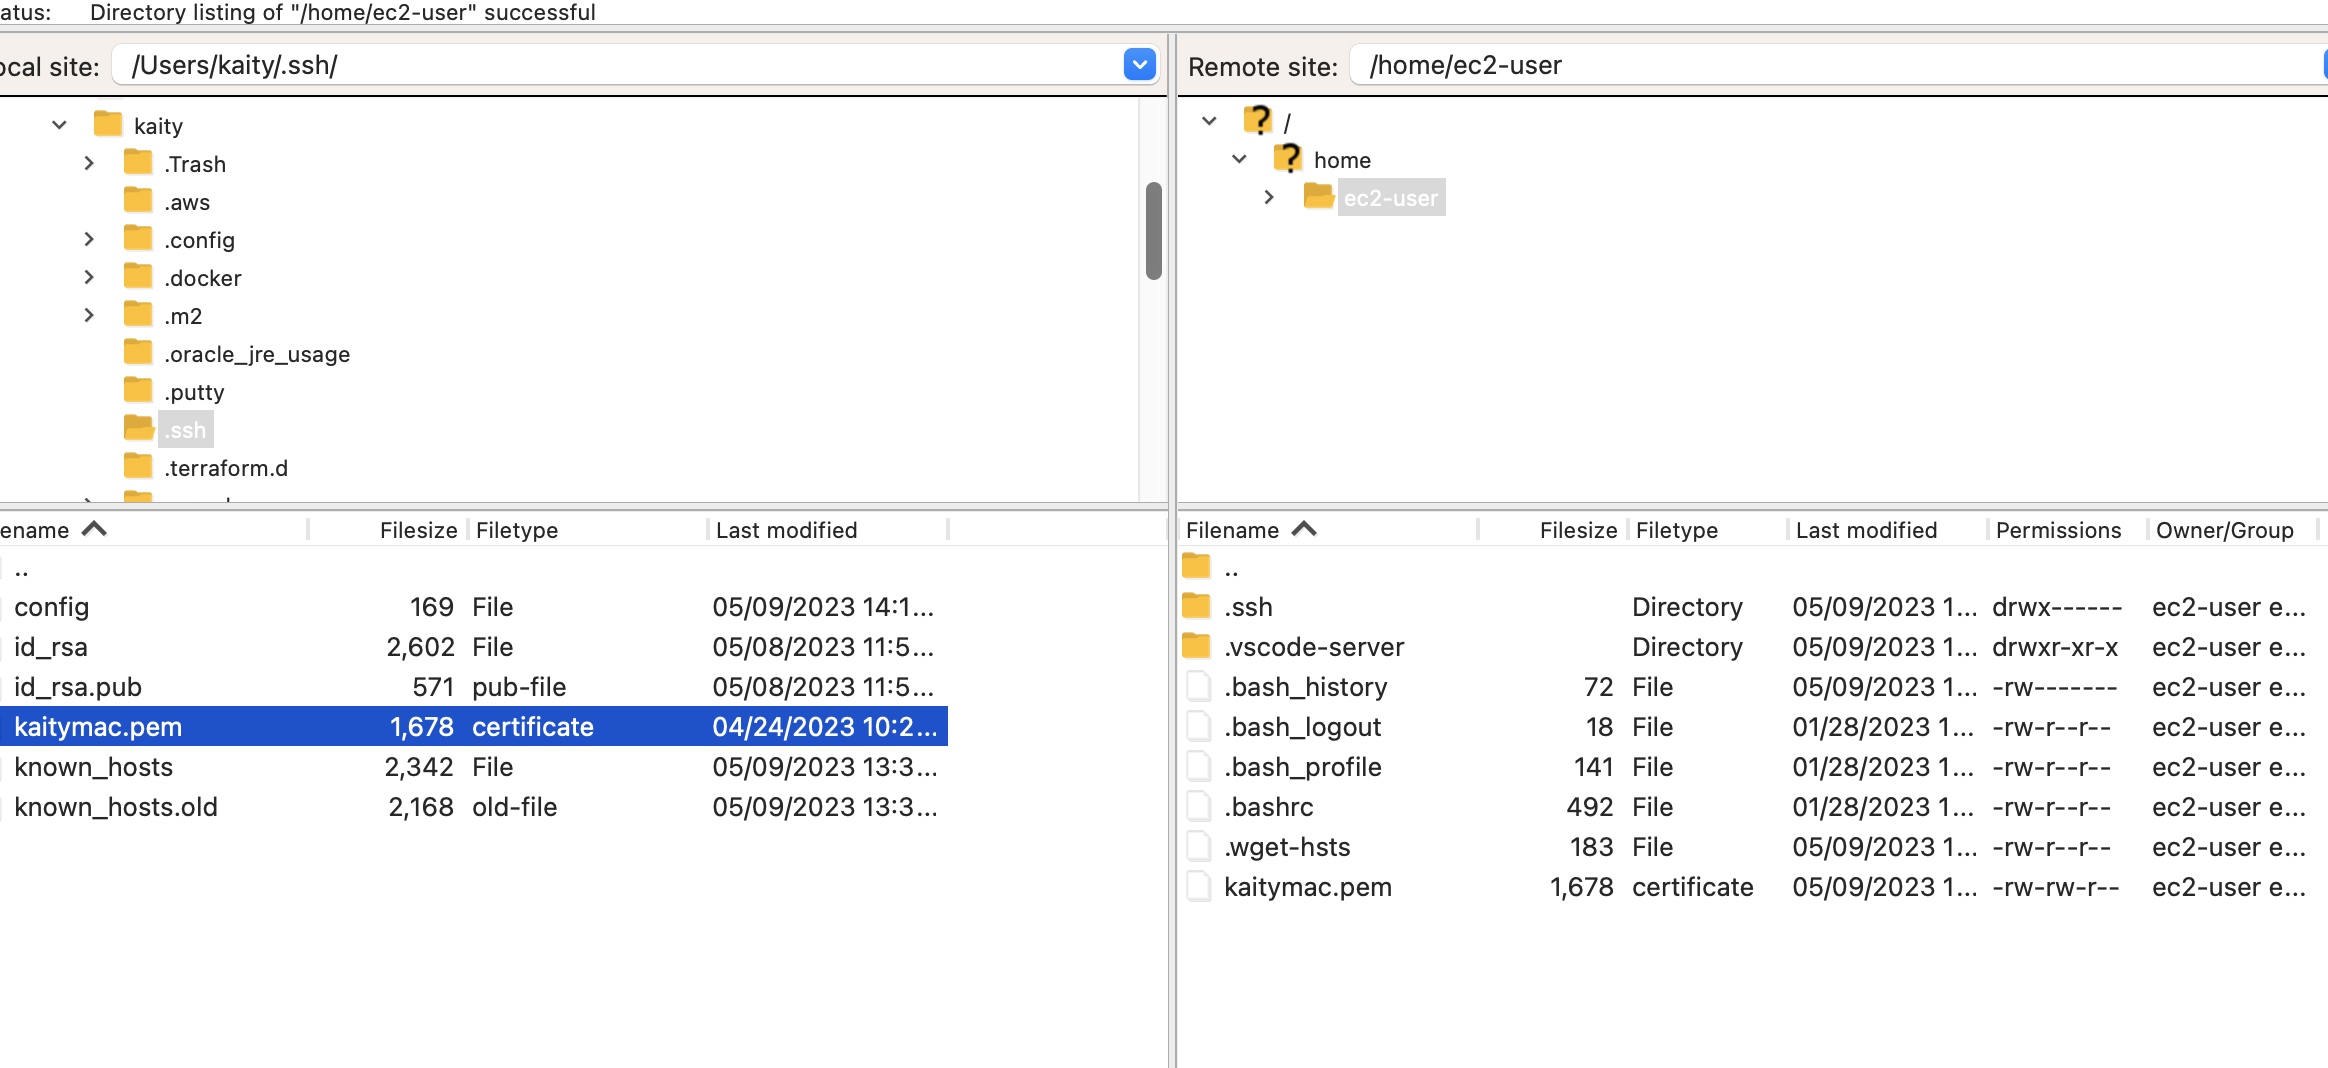 atus: Directory listing of "/home/ec2-user" successful
ocal site: /Users/kaity/.ssh/
kaity
.Trash
.aws
.config
.docker
.m2
.oracle_jre_usage
.putty
.ssh
.terraform.d
Remote site: /home/ec2-user
/
home
ec2-user
ename Filesize Filetype Last modified
..
config 169 File 05/09/2023 14:1...
id_rsa 2,602 File 05/08/2023 11:5...
id_rsa.pub 571 pub-file 05/08/2023 11:5...
kaitymac.pem 1,678 certificate 04/24/2023 10:2...
known_hosts 2,342 File 05/09/2023 13:3...
known_hosts.old 2,168 old-file 05/09/2023 13:3...
Filename Filesize Filetype Last modified Permissions Owner/Group
..
.ssh Directory 05/09/2023 1... drwx------ ec2-user e...
.vscode-server Directory 05/09/2023 1... drwxr-xr-x ec2-user e...
.bash_history 72 File 05/09/2023 1... -rw------- ec2-user e...
.bash_logout 18 File 01/28/2023 1... -rw-r--r-- ec2-user e...
.bash_profile 141 File 01/28/2023 1... -rw-r--r-- ec2-user e...
.bashrc 492 File 01/28/2023 1... -rw-r--r-- ec2-user e...
.wget-hsts 183 File 05/09/2023 1... -rw-r--r-- ec2-user e...
kaitymac.pem 1,678 certificate 05/09/2023 1... -rw-rw-r-- ec2-user e...